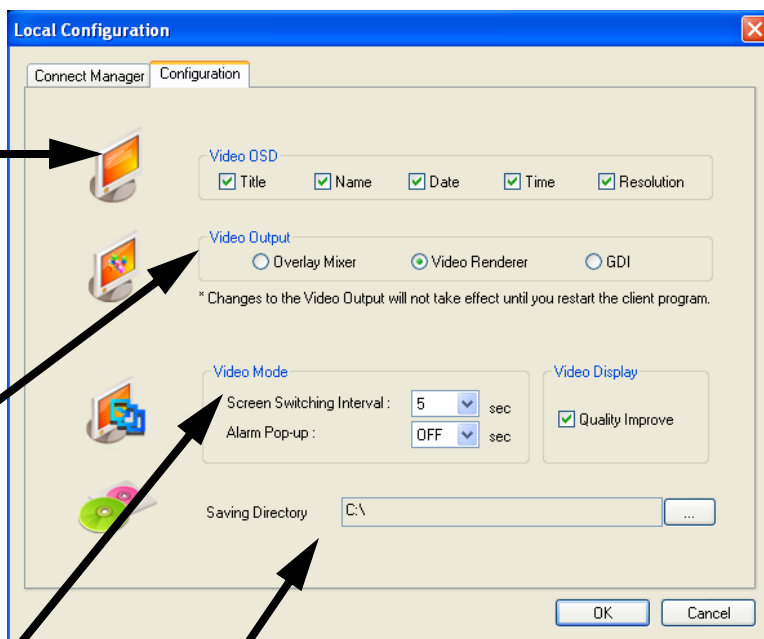 Local Configuration
Connect Manager
Configuration
Video OSD
Title
Name
Date
Time
Resolution
Video Output
Overlay Mixer
Video Renderer
GDI
* Changes to the Video Output will not take effect until you restart the client program.
Video Mode
Screen Switching Interval :
5
sec
Alarm Pop-up :
OFF
sec
Video Display
Quality Improve
Saving Directory
C:\
...
OK
Cancel